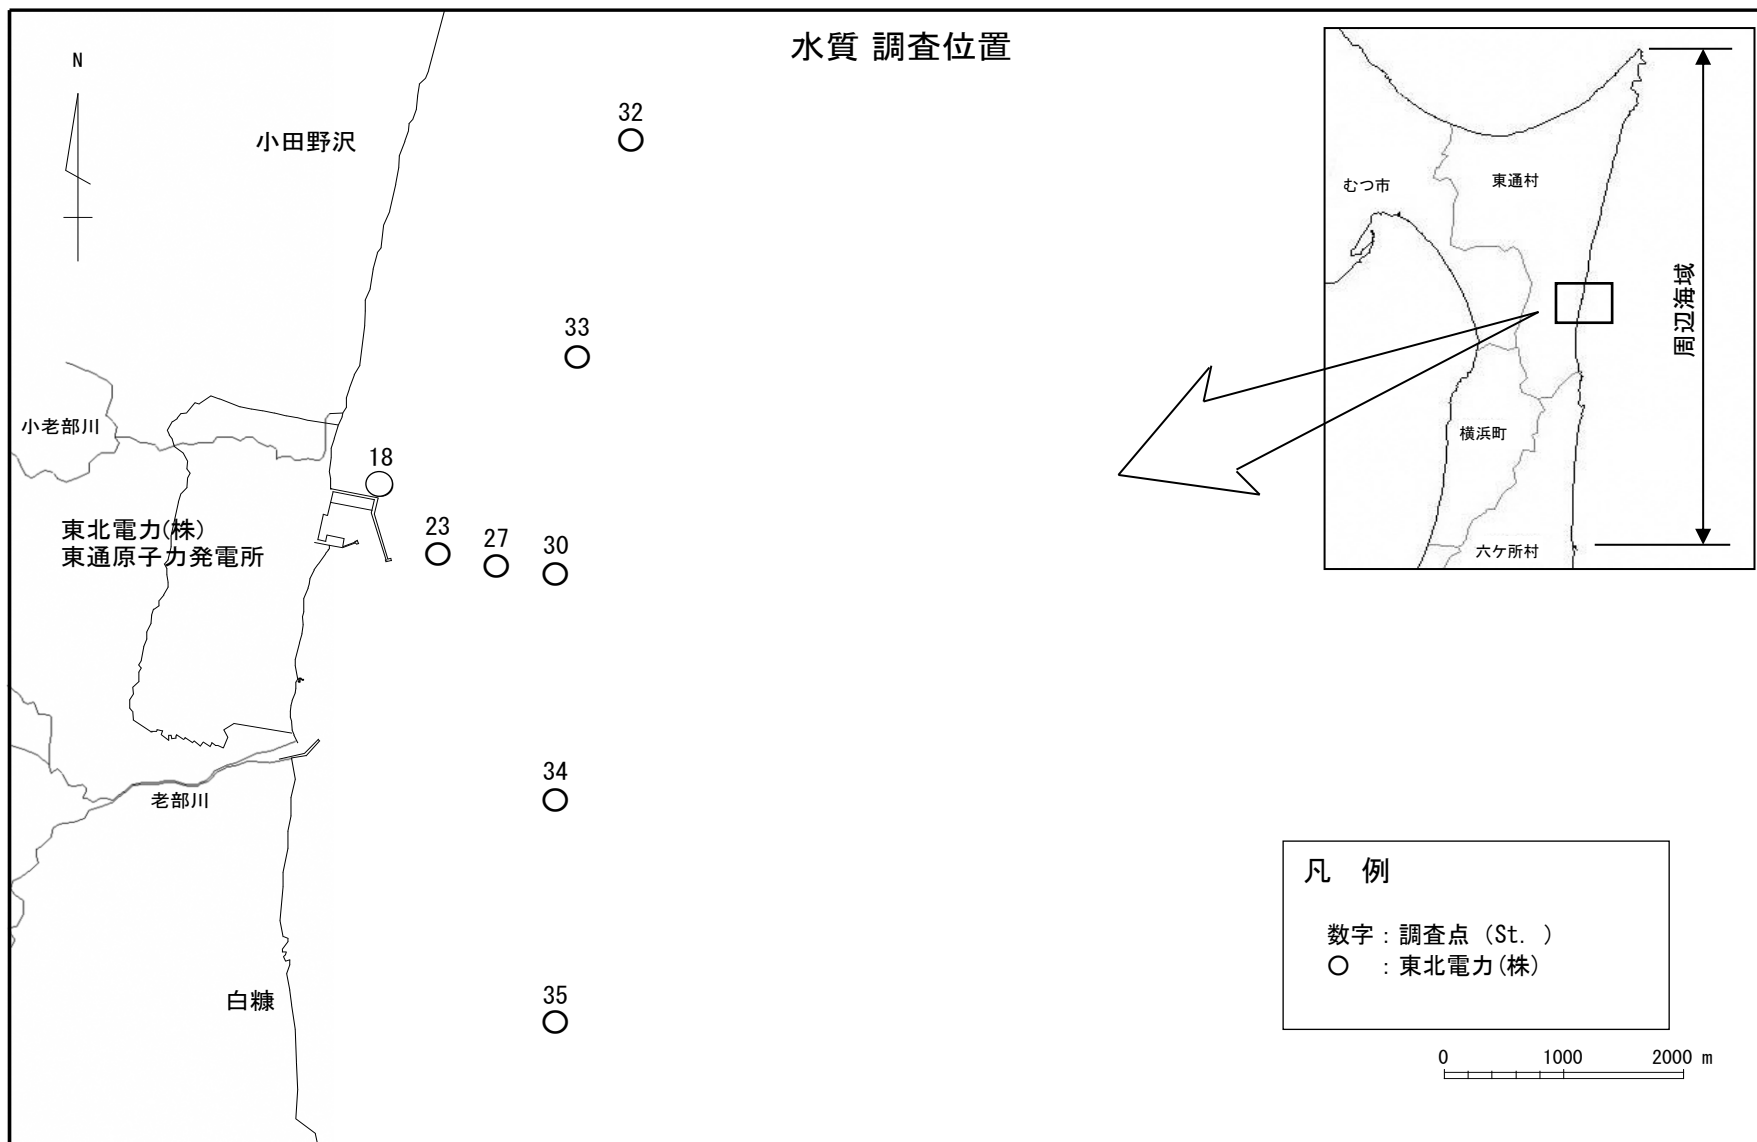 水質 調査位置
N
小田野沢
32
33
小老部川
18
東北電力(株)
東通原子力発電所
23
27
30
34
老部川
白糠
35
むつ市
東通村
周辺海域
横浜町
六ケ所村
凡 例
数字：調査点（St. ）
○ ：東北電力(株)
0 1000 2000 m